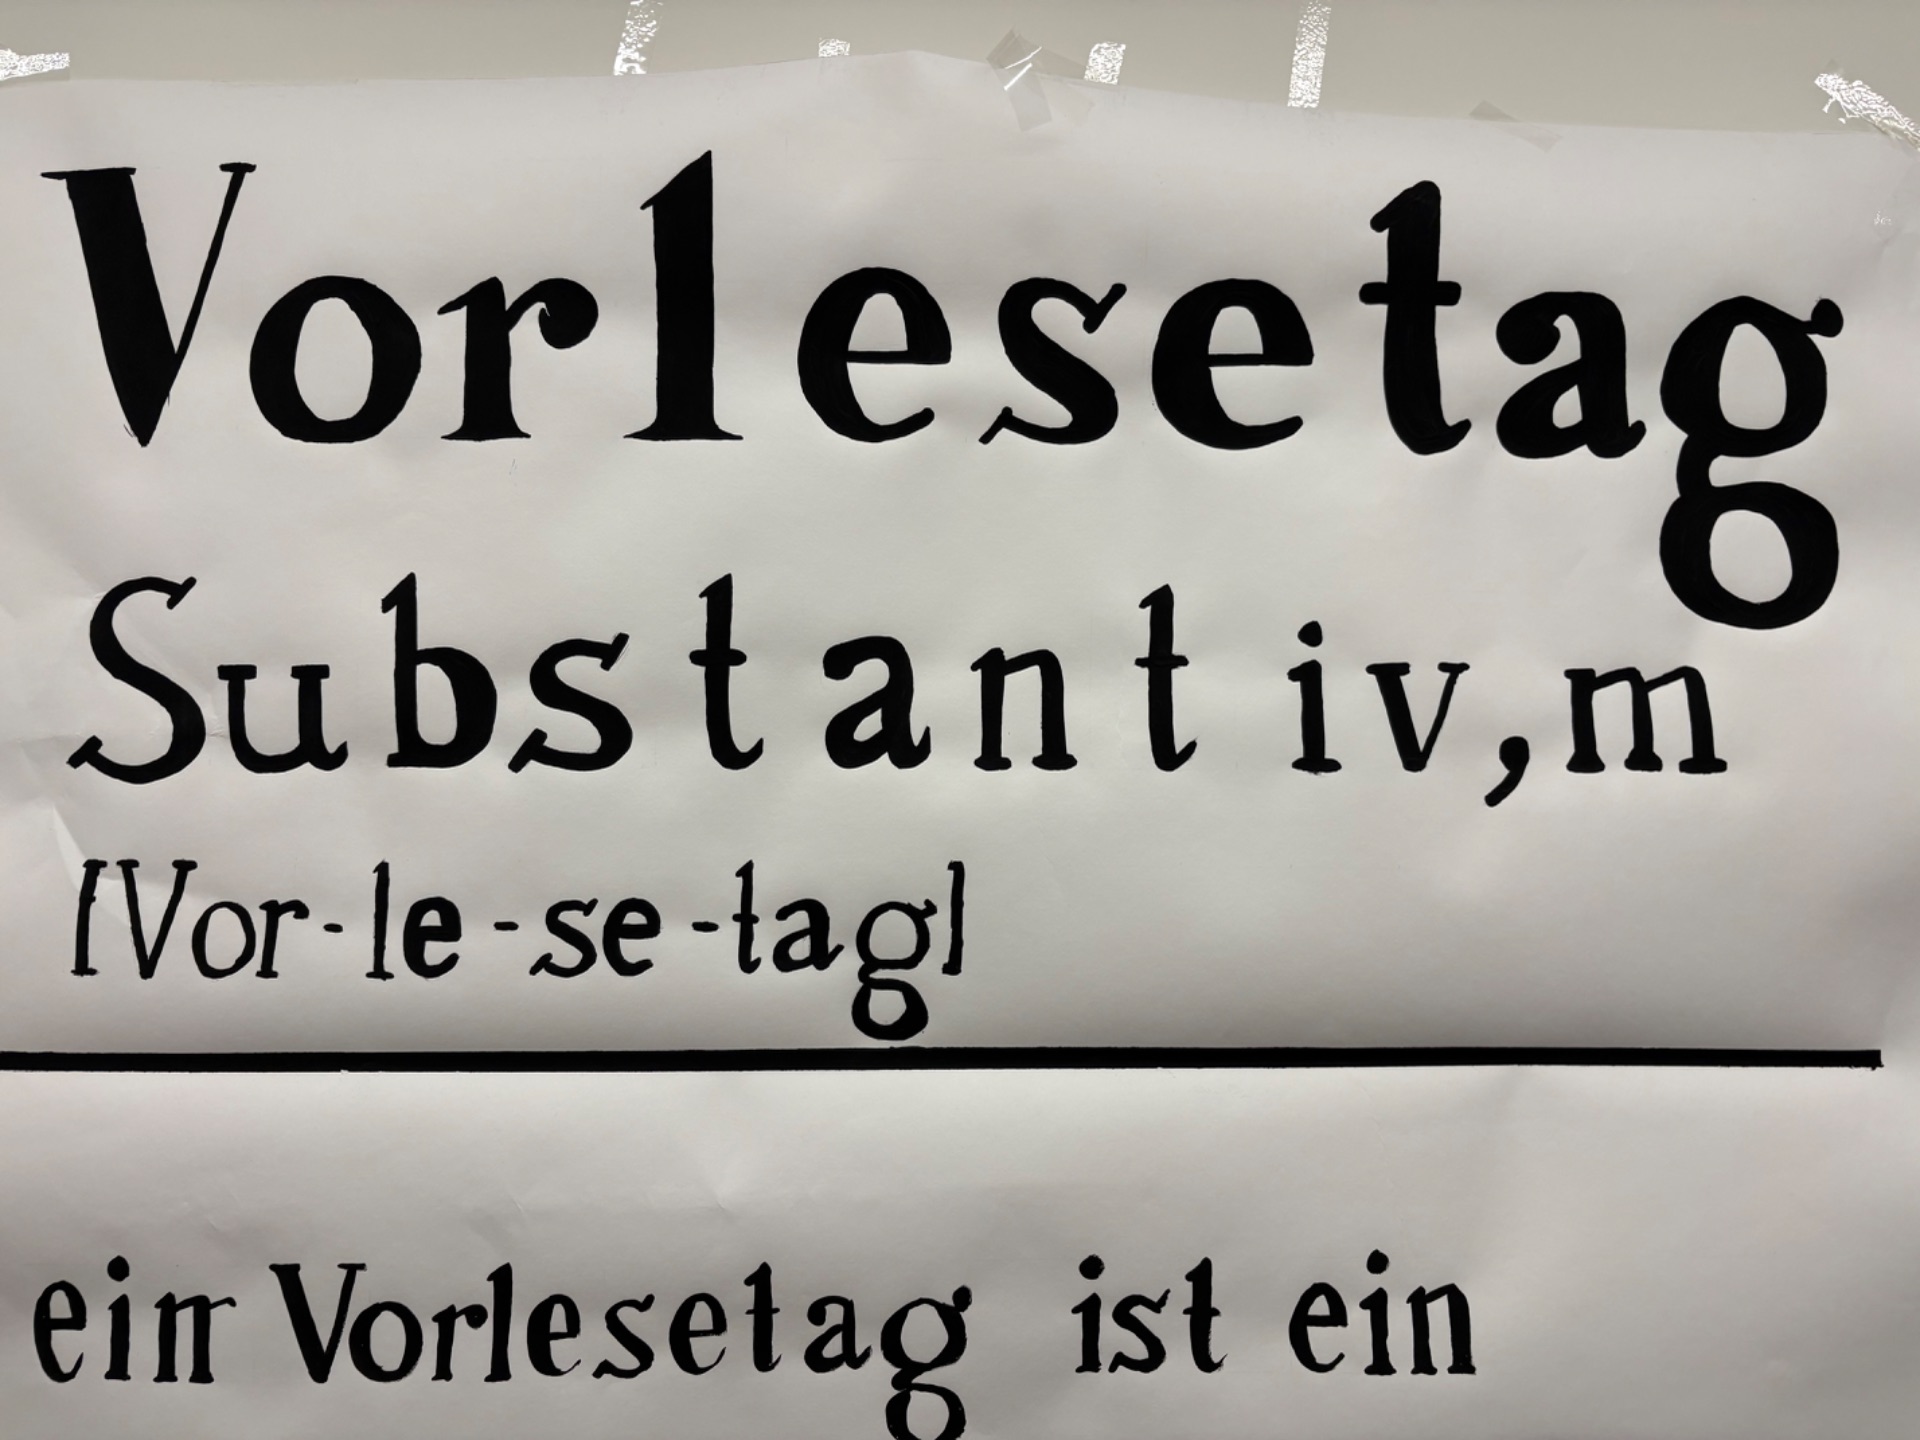 Vorlesetag
Substantiv, m
[Vor-le-se-tag]
ein Vorlesetag ist ein